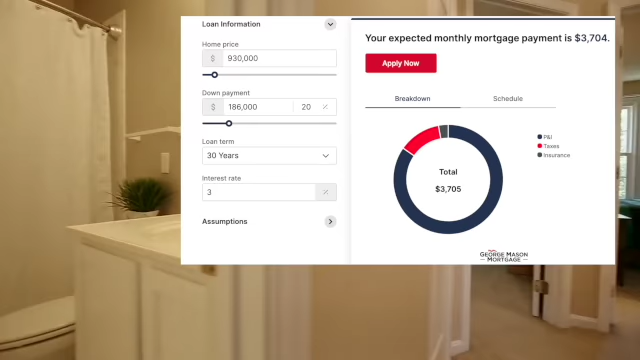 Loan Information
Home price
$ 930,000
Down payment
$ 186,000 20 %
Loan term
30 Years
Interest rate
3 %
Assumptions
Your expected monthly mortgage payment is $3,704.
Apply Now
Breakdown Schedule
P&I
Taxes
Insurance
Total
$3,705
GEORGE MASON
MORTGAGE